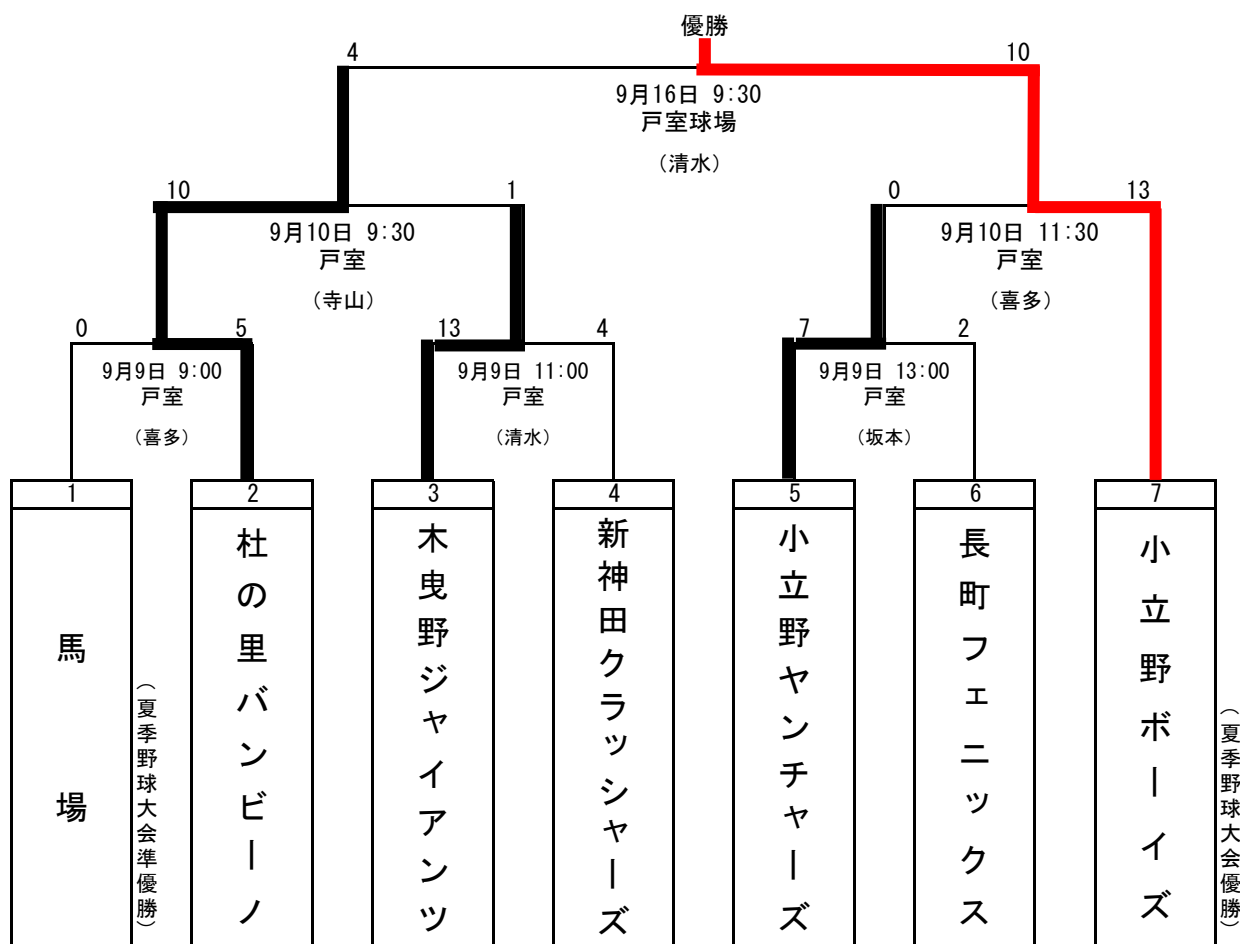 優勝
4
10
9月16日 9:30
戸室球場
（清水）
10
1
0
13
9月10日 9:30
戸室
（寺山）
9月10日 11:30
戸室
（喜多）
0
5
13
4
7
2
9月9日 9:00
戸室
（喜多）
9月9日 11:00
戸室
（清水）
9月9日 13:00
戸室
（坂本）
1
2
3
4
5
6
7
馬場
（夏季野球大会準優勝）
杜の里バンビーノ
木曳野ジャイアンツ
新神田クラッシャーズ
小立野ヤンチャーズ
長町フェニックス
小立野ボーイズ
（夏季野球大会優勝）